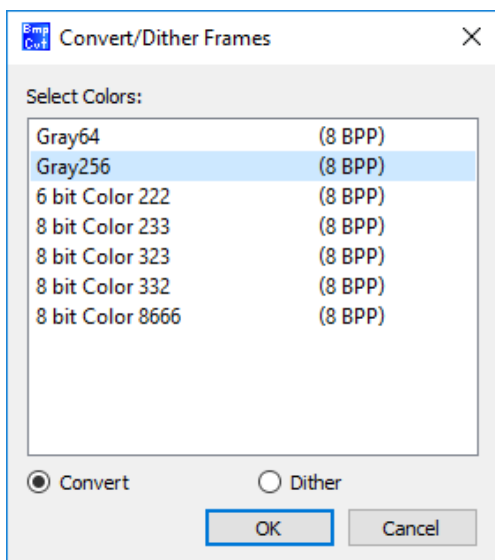 Bmp
Cvt
Convert/Dither Frames
Select Colors:
Gray64 (8 BPP)
Gray256 (8 BPP)
6 bit Color 222 (8 BPP)
8 bit Color 233 (8 BPP)
8 bit Color 323 (8 BPP)
8 bit Color 332 (8 BPP)
8 bit Color 8666 (8 BPP)
Convert Dither
OK Cancel